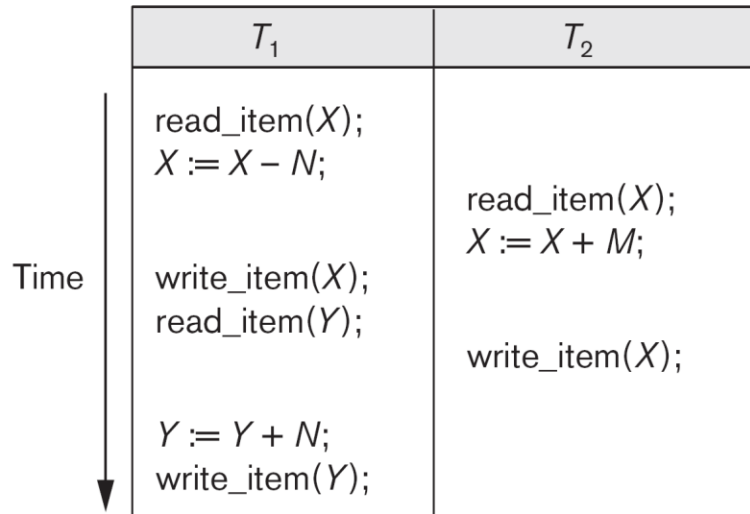 T1 T2
read_item(X);
X := X – N;
read_item(X);
X := X + M;
Time
write_item(X);
read_item(Y);
write_item(X);
Y := Y + N;
write_item(Y);